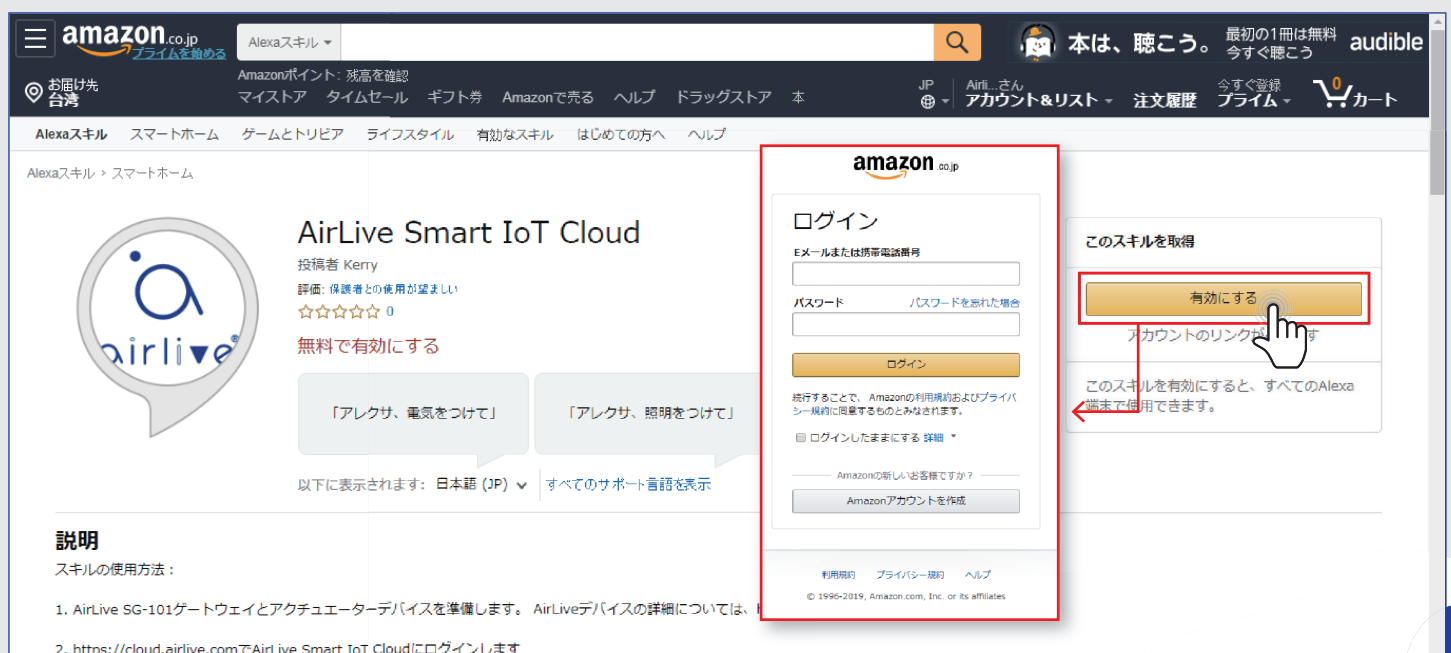 amazon.co.jp
プライムを始める
Alexaスキル
本は、聴こう。
最初の1冊は無料
今すぐ聴こう
audible
お届け先
台湾
Amazonポイント: 残高を確認
マイストア タイムセール ギフト券 Amazonで売る ヘルプ ドラッグストア 本
JP
Airli...さん
アカウント&リスト
注文履歴
今すぐ登録
プライム
0
カート
Alexaスキル スマートホーム ゲームとトリビア ライフスタイル 有効なスキル はじめての方へ ヘルプ
Alexaスキル › スマートホーム
airlive®
AirLive Smart IoT Cloud
投稿者 Kerry
評価: 保護者との使用が望ましい
☆☆☆☆☆ 0
無料で有効にする
「アレクサ、電気をつけて」
「アレクサ、照明をつけて」
以下に表示されます: 日本語 (JP)
すべてのサポート言語を表示
説明
スキルの使用方法：
1. AirLive SG-101ゲートウェイとアクチュエーターデバイスを準備します。 AirLiveデバイスの詳細については、
2. https://cloud.airlive.comでAirLive Smart IoT Cloudにログインします
amazon.co.jp
ログイン
Eメールまたは携帯電話番号
パスワード パスワードを忘れた場合
ログイン
続行することで、Amazonの利用規約およびプライバ
シー規約に同意するものとみなされます。
ログインしたままにする 詳細
Amazonの新しいお客様ですか？
Amazonアカウントを作成
利用規約 プライバシー規約 ヘルプ
© 1996-2019, Amazon.com, Inc. or its affiliates
このスキルを取得
有効にする
アカウントのリンクが
す
このスキルを有効にすると、すべてのAlexa
端末で使用できます。